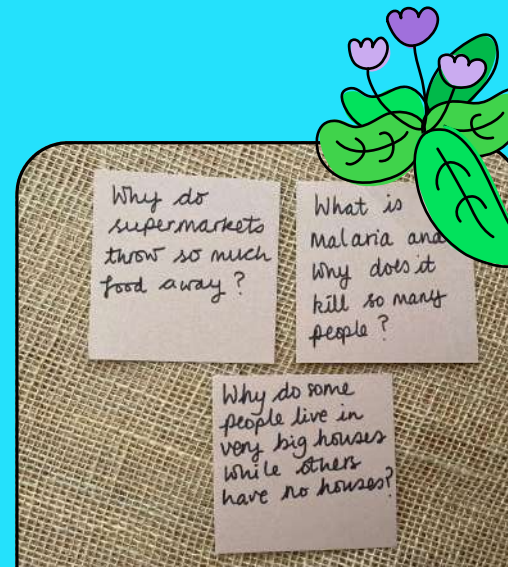 Why do
supermarkets
throw so much
food away?
What is
malaria and
why does it
kill so many
people?
Why do some
people live in
very big houses
while others
have no houses?